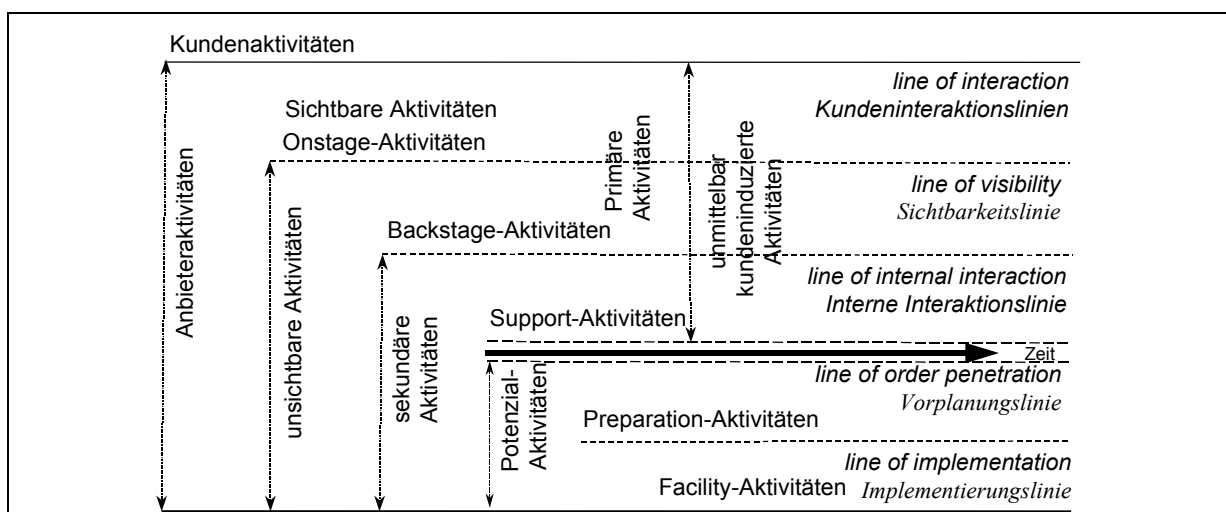 Kundenaktivitäten
line of interaction
Kundeninteraktionslinien
Sichtbare Aktivitäten
Onstage-Aktivitäten
line of visibility
Sichtbarkeitslinie
Backstage-Aktivitäten
line of internal interaction
Interne Interaktionslinie
Support-Aktivitäten
Zeit
line of order penetration
Vorplanungslinie
Preparation-Aktivitäten
line of implementation
Implementierungslinie
Facility-Aktivitäten
Anbieteraktivitäten
unsichtbare Aktivitäten
sekundäre
Aktivitäten
Potenzial-
Aktivitäten
Primäre
Aktivitäten
unmittelbar
kundeninduzierte
Aktivitäten